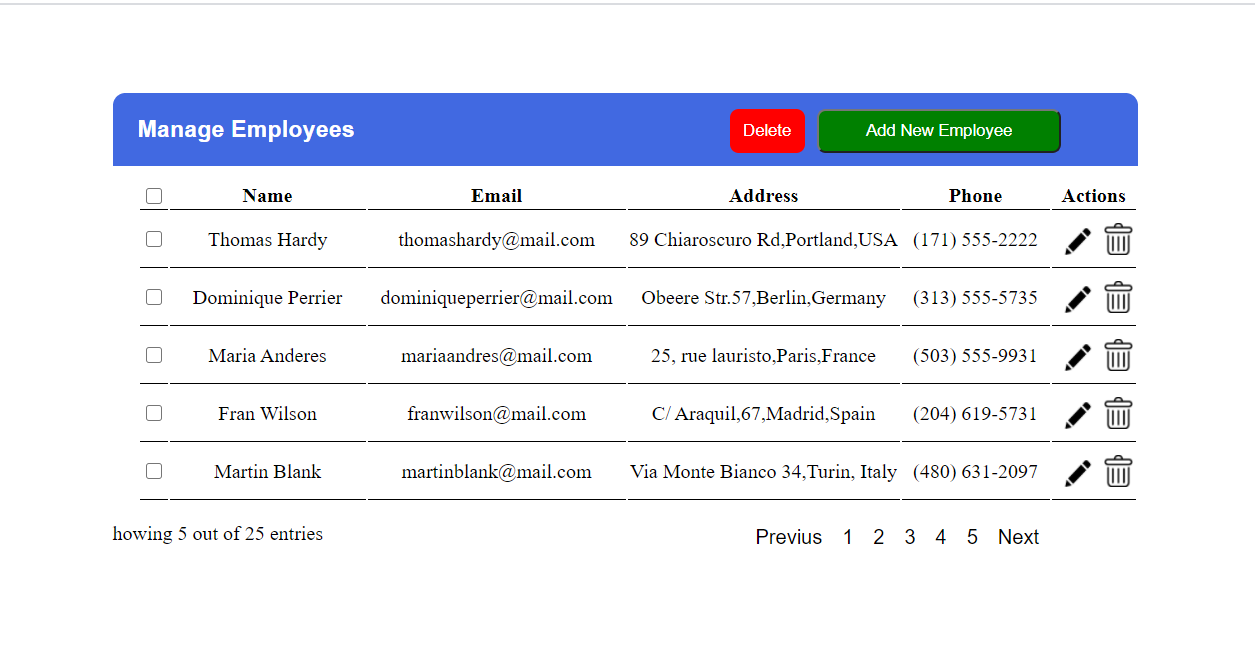 Manage Employees Delete Add New Employee
Name Email Address Phone Actions
Thomas Hardy thomashardy@mail.com 89 Chiaroscuro Rd,Portland,USA (171) 555-2222
Dominique Perrier dominiqueperrier@mail.com Obeere Str.57,Berlin,Germany (313) 555-5735
Maria Anderes mariaandres@mail.com 25, rue lauristo,Paris,France (503) 555-9931
Fran Wilson franwilson@mail.com C/ Araquil,67,Madrid,Spain (204) 619-5731
Martin Blank martinblank@mail.com Via Monte Bianco 34,Turin, Italy (480) 631-2097
howing 5 out of 25 entries Previus 1 2 3 4 5 Next